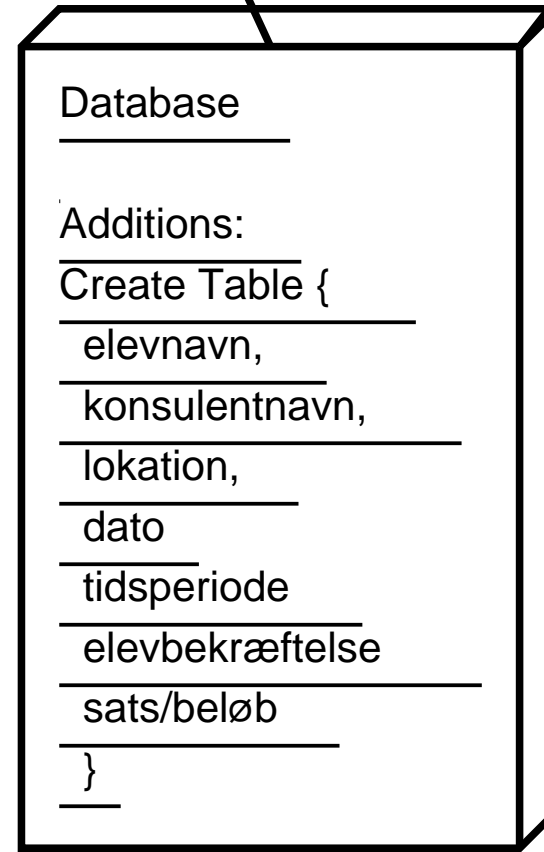 Database
Additions:
Create Table {
elevnavn,
konsulentnavn,
lokation,
dato
tidsperiode
elevbekræftelse
sats/beløb
}